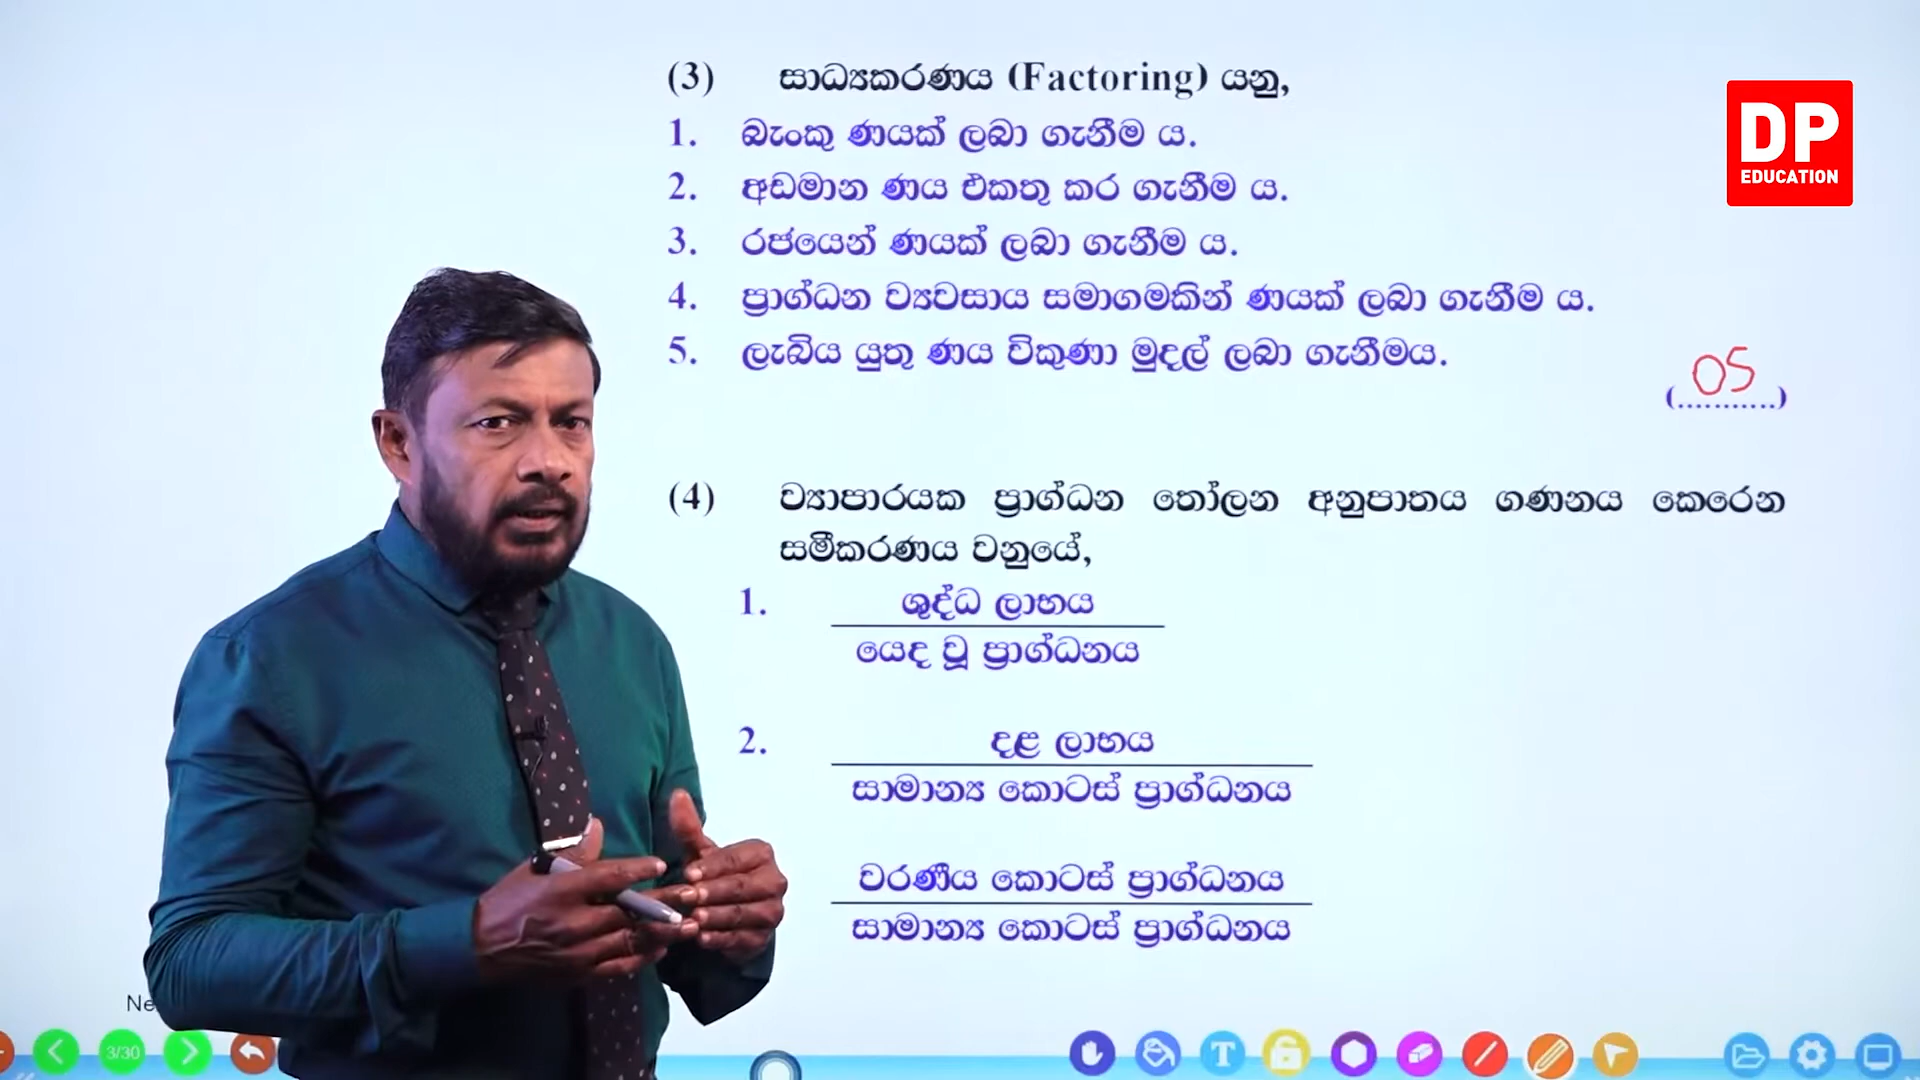 (3) සාධ්‍යකරණය (Factoring) යනු,
1. බැංකු ණයක් ලබා ගැනීම ය.
2. අඩමාන ණය එකතු කර ගැනීම ය.
3. රජයෙන් ණයක් ලබා ගැනීම ය.
4. ප්‍රාග්ධන ව්‍යවසාය සමාගමකින් ණයක් ලබා ගැනීම ය.
5. ලැබිය යුතු ණය විකුණා මුදල් ලබා ගැනීමය.
(....05....)
(4) ව්‍යාපාරයක ප්‍රාග්ධන තෝලන අනුපාතය ගණනය කෙරෙන
සමීකරණය වනුයේ,
1. ශුද්ධ ලාභය
යෙද වූ ප්‍රාග්ධනය
2. දළ ලාභය
සාමාන්‍ය කොටස් ප්‍රාග්ධනය
වරණීය කොටස් ප්‍රාග්ධනය
සාමාන්‍ය කොටස් ප්‍රාග්ධනය
DP
EDUCATION
3/30
T